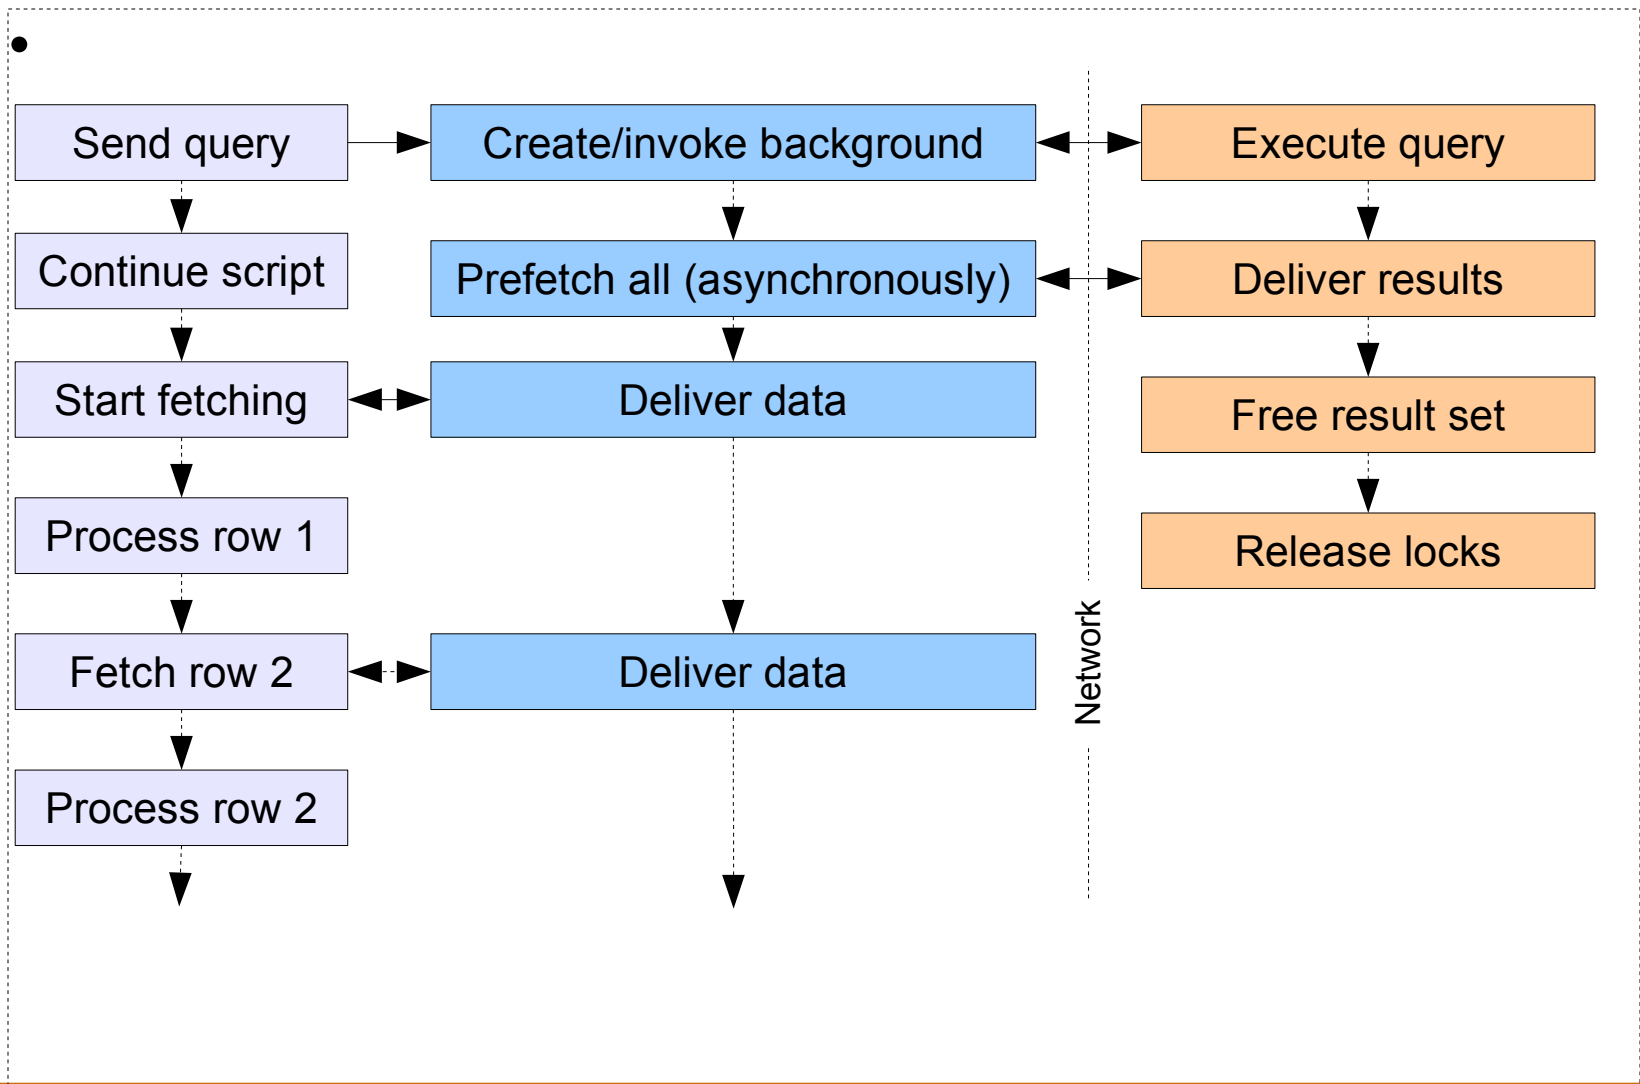 •
Send query
Create/invoke background
Execute query
Continue script
Prefetch all (asynchronously)
Deliver results
Start fetching
Deliver data
Free result set
Process row 1
Release locks
Fetch row 2
Deliver data
Network
Process row 2